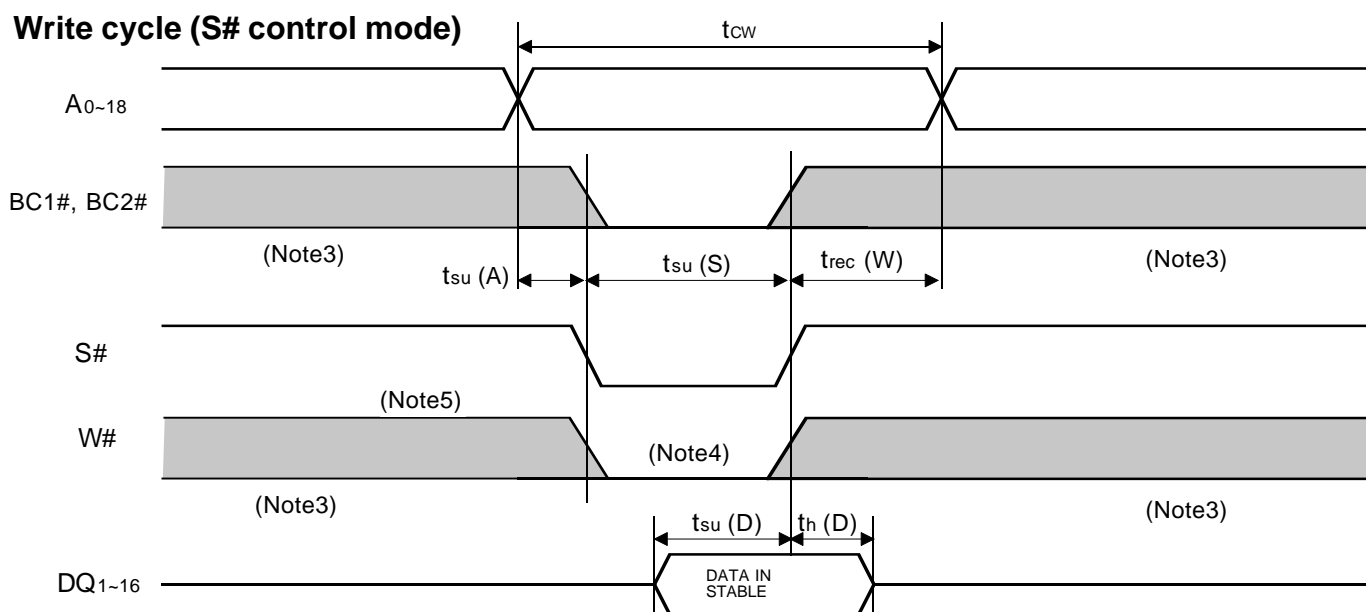 Write cycle (S# control mode)
tCW
A0~18
BC1#, BC2#
(Note3)
tsu (A)
tsu (S)
trec (W)
(Note3)
S#
(Note5)
W#
(Note4)
(Note3)
(Note3)
tsu (D)
th (D)
DQ1~16
DATA IN
STABLE